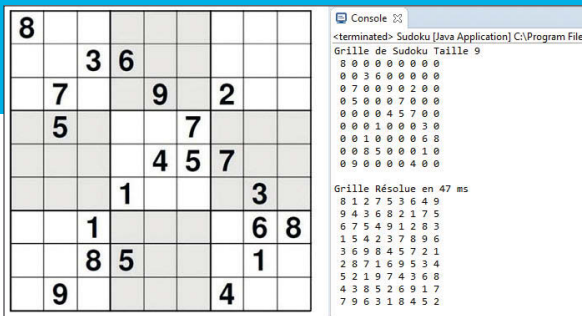 8
3 6
7 9 2
5 7
4 5 7
1 3
1 6 8
8 5 1
9 4
Console
<terminated> Sudoku [Java Application] C:\Program File
Grille de Sudoku Taille 9
8 0 0 0 0 0 0 0 0
0 0 3 6 0 0 0 0 0
0 7 0 0 9 0 2 0 0
0 5 0 0 0 7 0 0 0
0 0 0 0 4 5 7 0 0
0 0 0 1 0 0 0 3 0
0 0 1 0 0 0 0 6 8
0 0 8 5 0 0 0 1 0
0 9 0 0 0 0 4 0 0
Grille Résolue en 47 ms
8 1 2 7 5 3 6 4 9
9 4 3 6 8 2 1 7 5
6 7 5 4 9 1 2 8 3
1 5 4 2 3 7 8 9 6
3 6 9 8 4 5 7 2 1
2 8 7 1 6 9 5 3 4
5 2 1 9 7 4 3 6 8
4 3 8 5 2 6 9 1 7
7 9 6 3 1 8 4 5 2